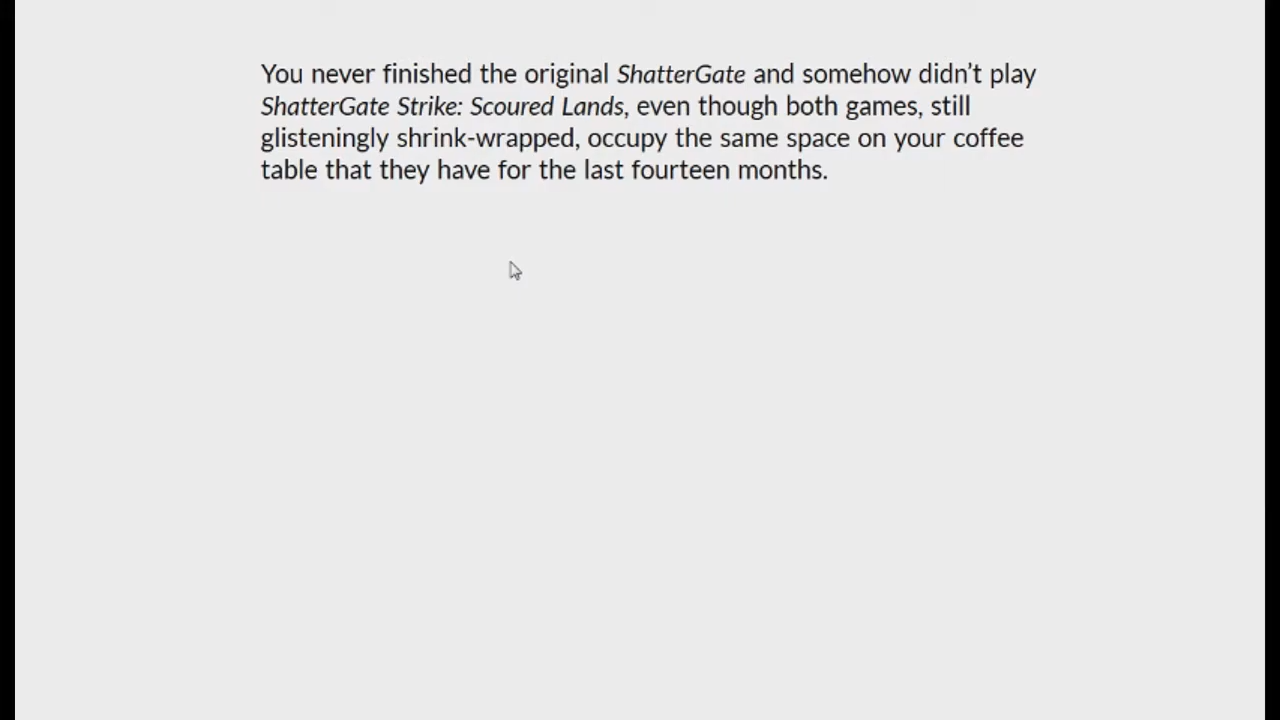 You never finished the original ShatterGate and somehow didn’t play
ShatterGate Strike: Scoured Lands, even though both games, still
glisteningly shrink-wrapped, occupy the same space on your coffee
table that they have for the last fourteen months.